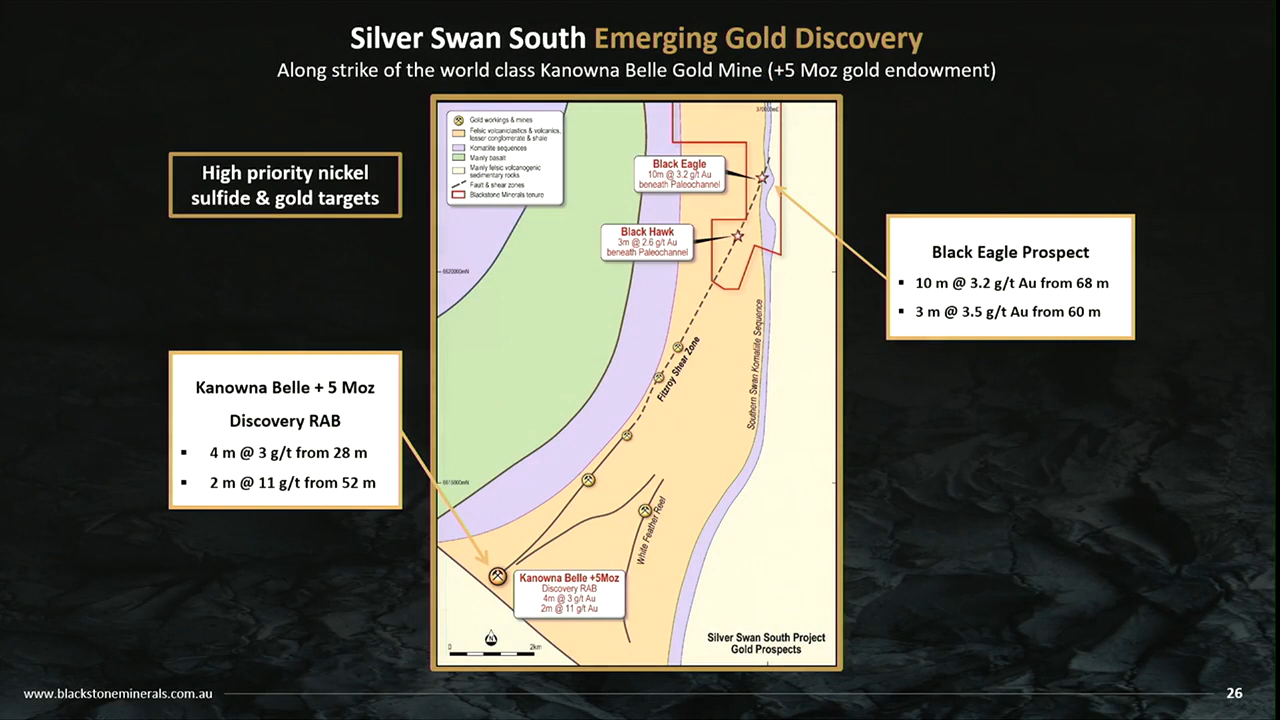 Silver Swan South Emerging Gold Discovery
Along strike of the world class Kanowna Belle Gold Mine (+5 Moz gold endowment)
High priority nickel
sulfide & gold targets
Kanowna Belle + 5 Moz
Discovery RAB
▪ 4 m @ 3 g/t from 28 m
▪ 2 m @ 11 g/t from 52 m
Gold workings & mines
Felsic volcaniclastics & volcanics,
lesser conglomerate & shale
Komatiite sequences
Mainly basalt
Mainly felsic volcanogenic
sedimentary rocks
Fault & shear zones
Blackstone Minerals tenure
370000mE
Black Eagle
10m @ 3.2 g/t Au
beneath Paleochannel
Black Hawk
3m @ 2.6 g/t Au
beneath Paleochannel
6620000mN
Fitzroy Shear Zone
Southern Swan Komatiite Sequence
6615000mN
White Feather Reef
Kanowna Belle +5Moz
Discovery RAB
4m @ 3 g/t Au
2m @ 11 g/t Au
N
0 2km
Silver Swan South Project
Gold Prospects
Black Eagle Prospect
▪ 10 m @ 3.2 g/t Au from 68 m
▪ 3 m @ 3.5 g/t Au from 60 m
www.blackstoneminerals.com.au
26